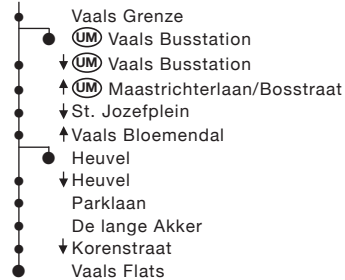 Vaals Grenze
UM Vaals Busstation
↓ UM Vaals Busstation
↑ UM Maastrichterlaan/Bosstraat
↓ St. Jozefplein
↑ Vaals Bloemendal
Heuvel
↓ Heuvel
Parklaan
De lange Akker
↓ Korenstraat
Vaals Flats